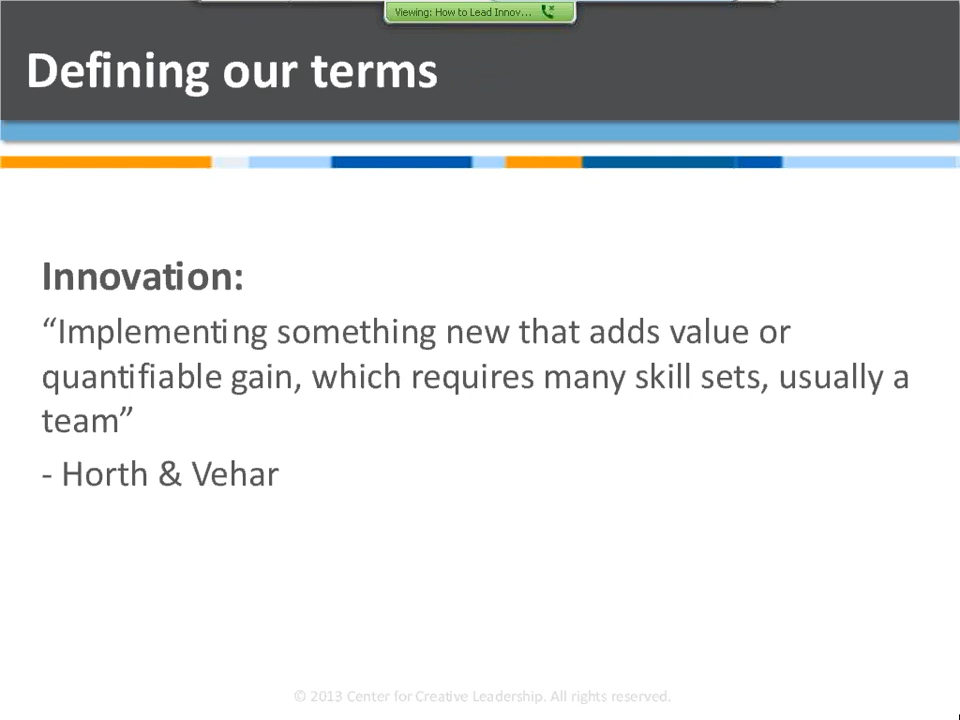 Viewing: How to Lead Innov...
Defining our terms
Innovation:
“Implementing something new that adds value or
quantifiable gain, which requires many skill sets, usually a
team”
- Horth & Vehar
© 2013 Center for Creative Leadership. All rights reserved.